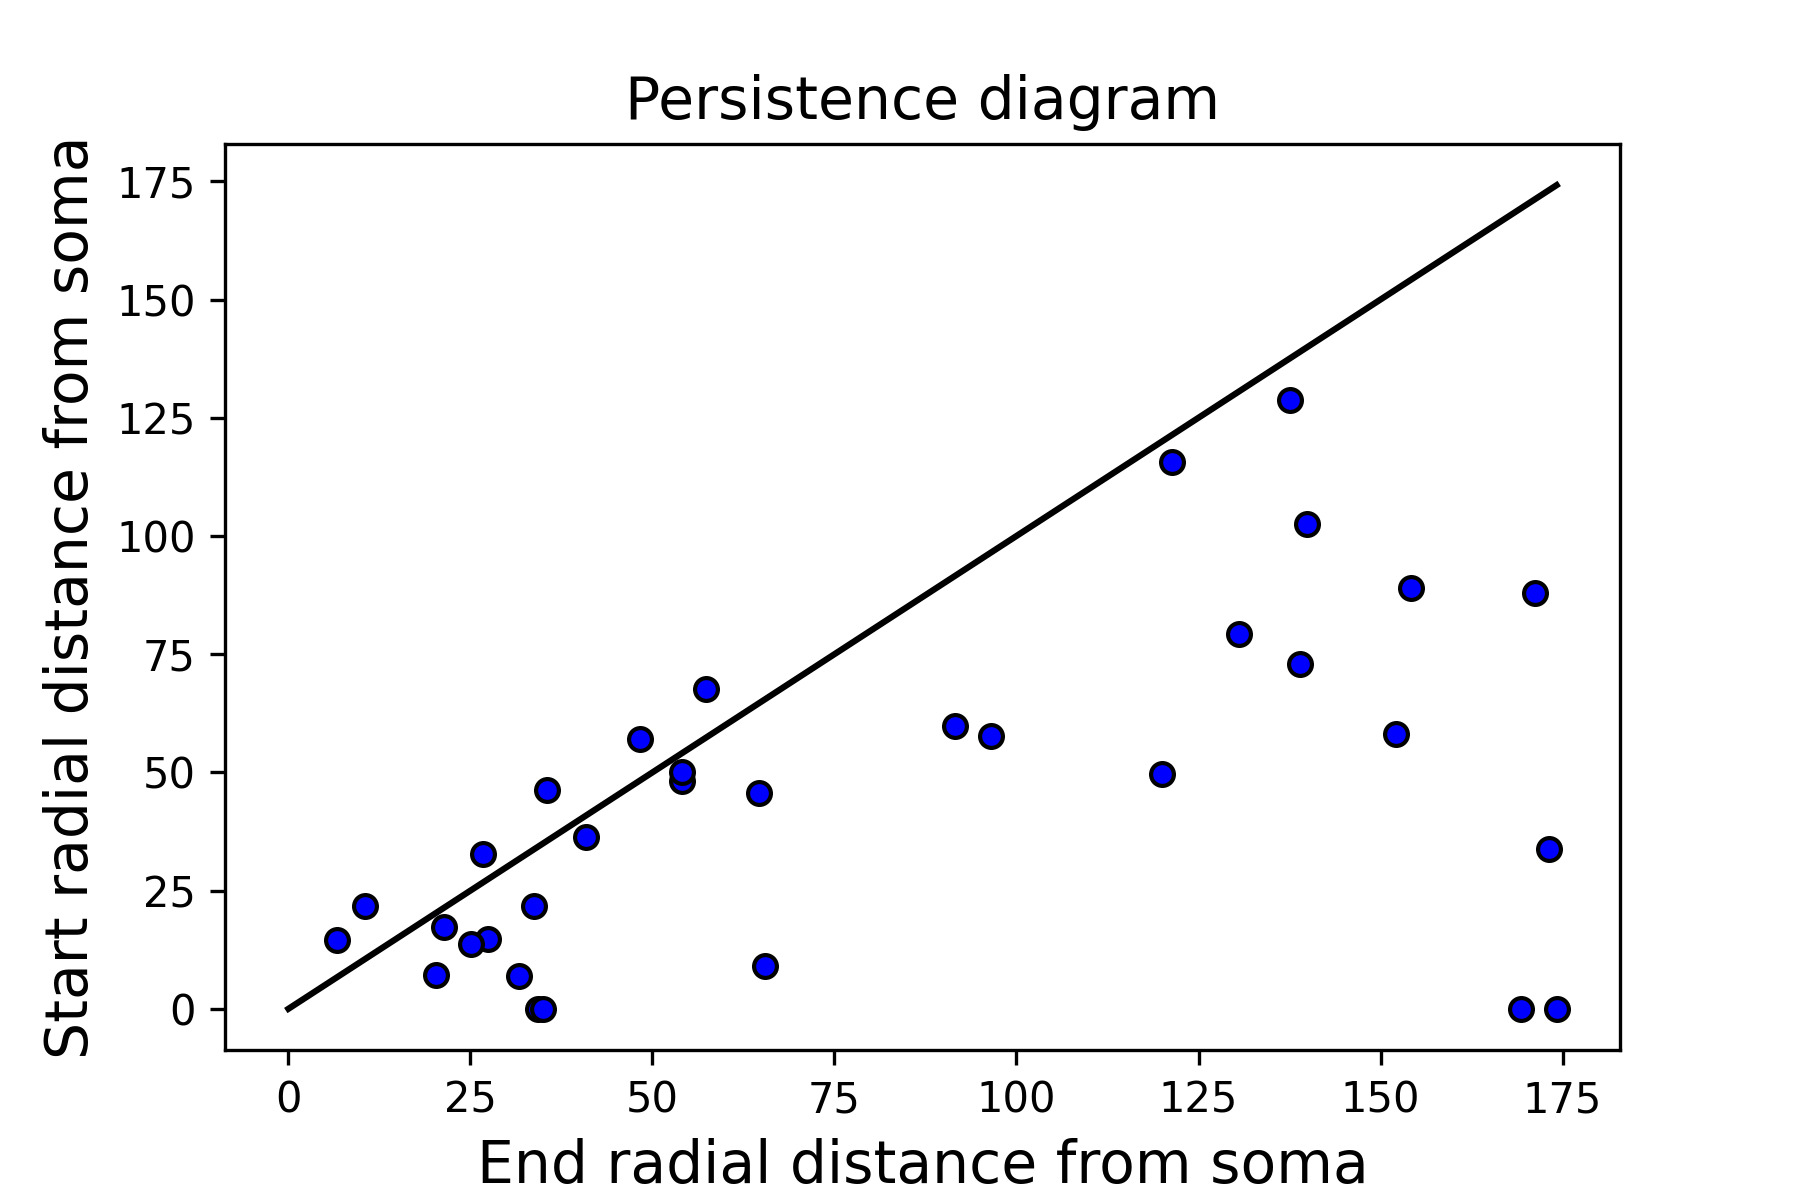 Persistence diagram
Start radial distance from soma
175
150
125
100
75
50
25
0
0 25 50 75 100 125 150 175
End radial distance from soma